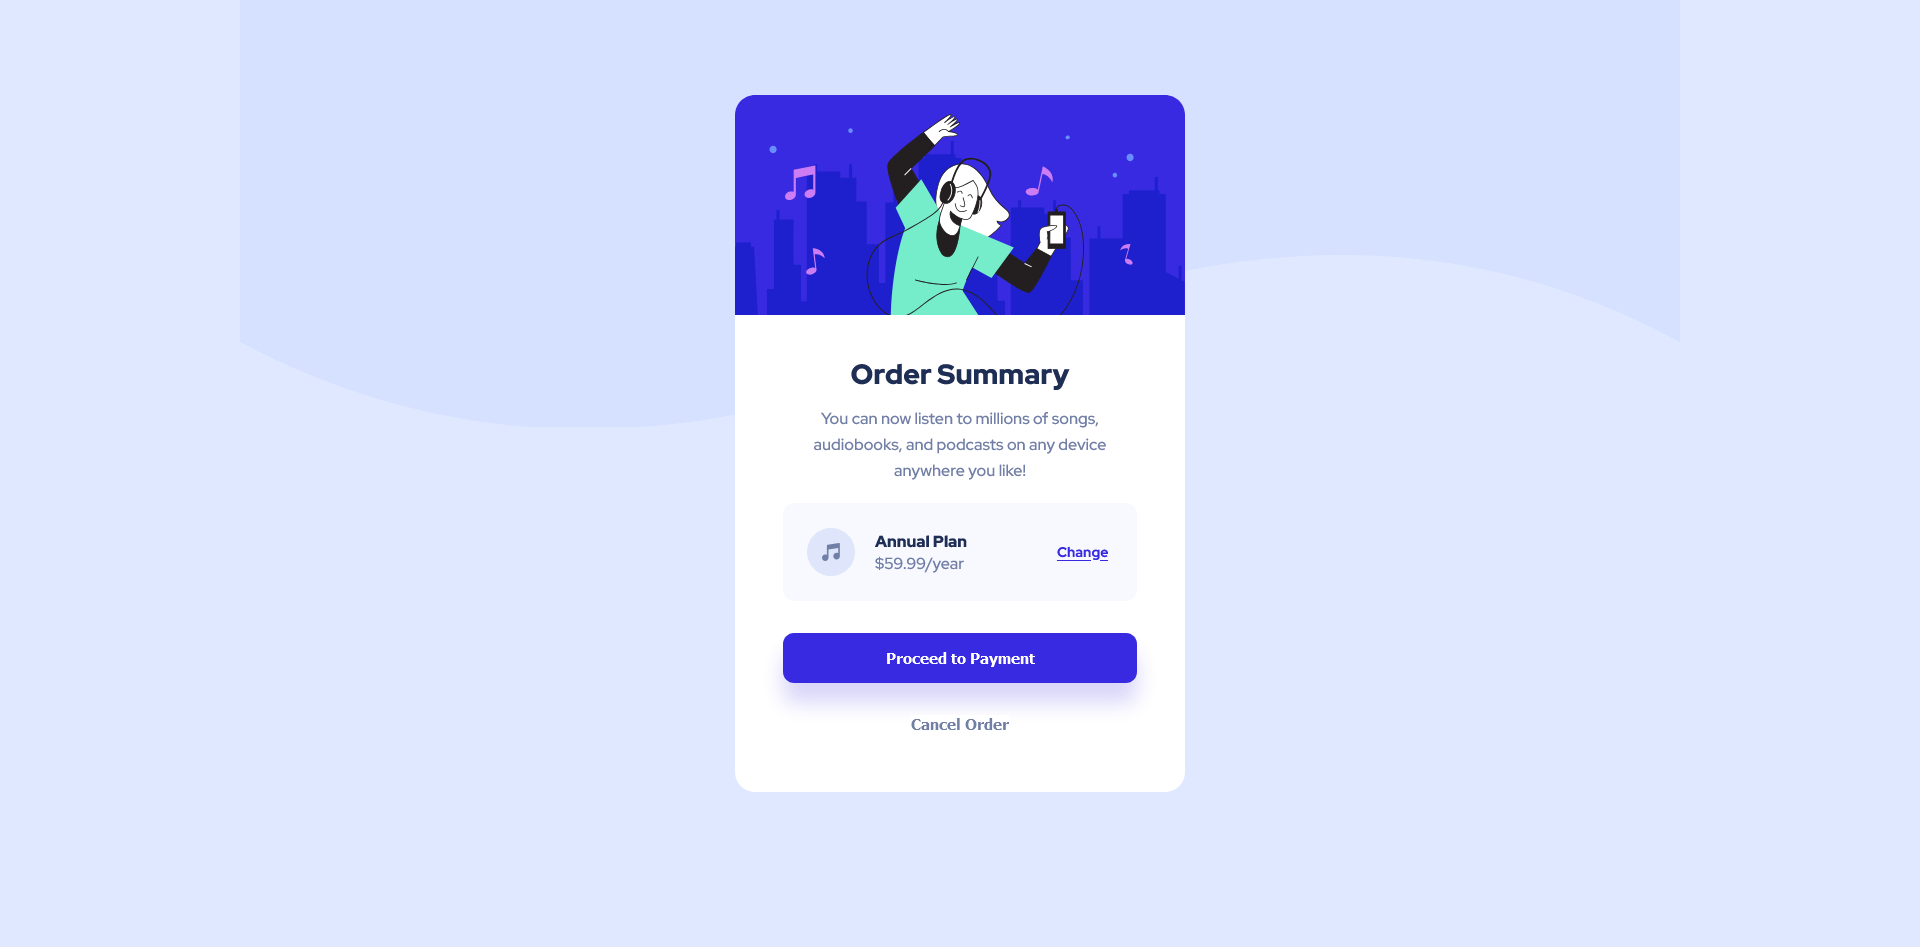 Order Summary
You can now listen to millions of songs,
audiobooks, and podcasts on any device
anywhere you like!
Annual Plan
$59.99/year
Change
Proceed to Payment
Cancel Order